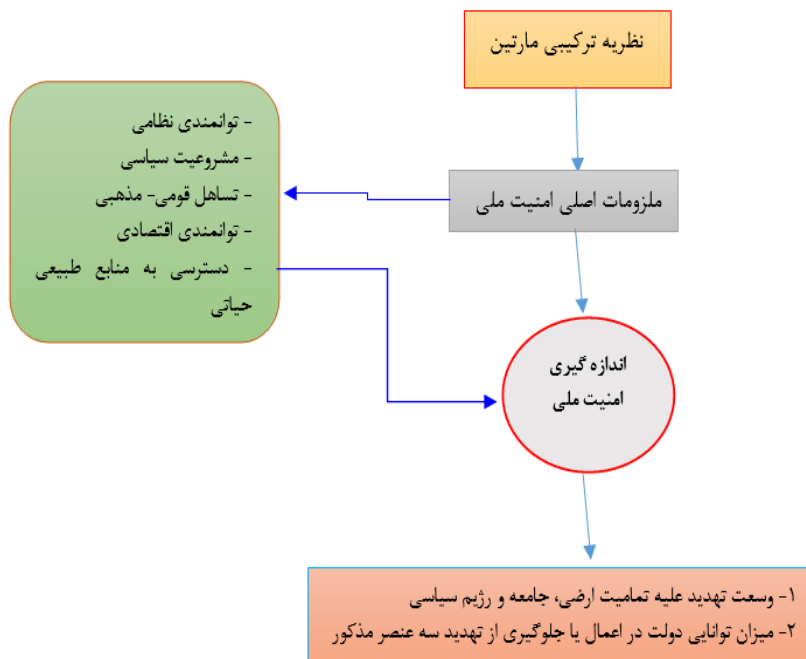 نظریه ترکیبی مارتین
ملزومات اصلی امنیت ملی
- توانمندی نظامی
- مشروعیت سیاسی
- تساهل قومی- مذهبی
- توانمندی اقتصادی
- دسترسی به منابع طبیعی
حیاتی
اندازه گیری
امنیت ملی
۱- وسعت تهدید علیه تمامیت ارضی، جامعه و رژیم سیاسی
۲- میزان توانایی دولت در اعمال یا جلوگیری از تهدید سه عنصر مذکور